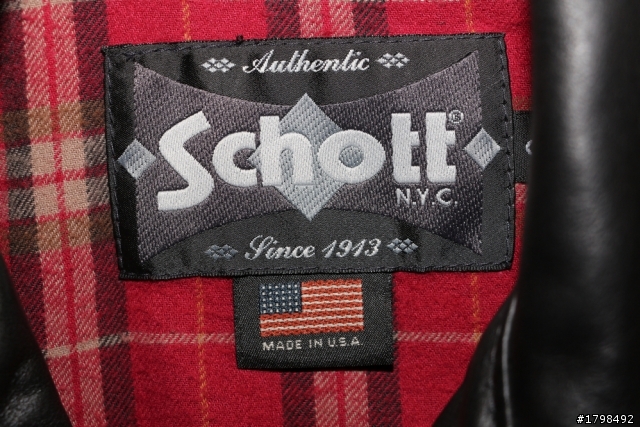 Authentic
Schott®
N.Y.C.
Since 1913
MADE IN U.S.A.
#1798492